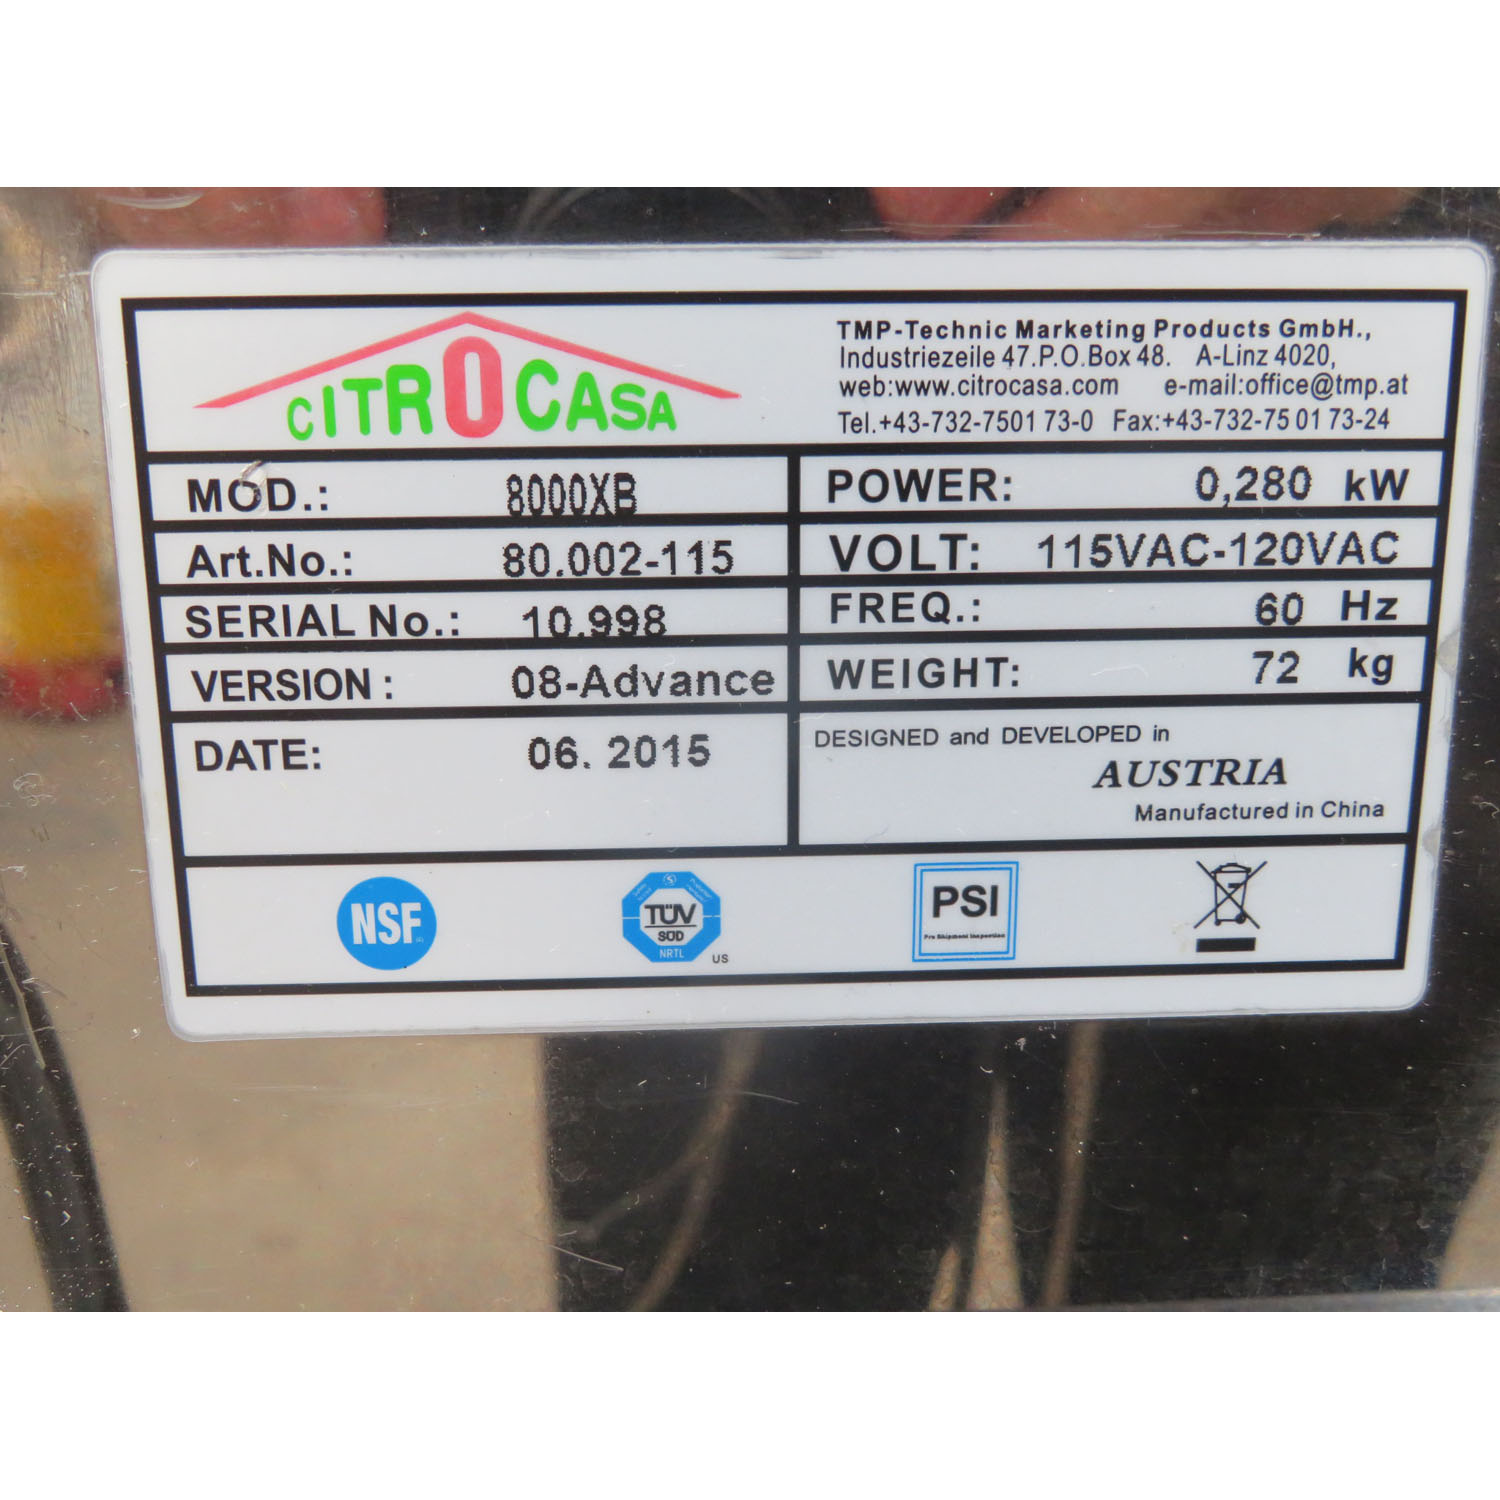 CITROCASA
TMP-Technic Marketing Products GmbH.,
Industriezeile 47.P.O.Box 48. A-Linz 4020,
web:www.citrocasa.com e-mail:office@tmp.at
Tel.+43-732-7501 73-0 Fax:+43-732-75 01 73-24
MOD.: 8000XB
POWER: 0,280 kW
Art.No.: 80.002-115
VOLT: 115VAC-120VAC
SERIAL No.: 10.998
FREQ.: 60 Hz
VERSION : 08-Advance
WEIGHT: 72 kg
DATE: 06. 2015
DESIGNED and DEVELOPED in
AUSTRIA
Manufactured in China
NSF
TÜV
SÜD
NRTL
US
PSI
Pre Shipment Inspection